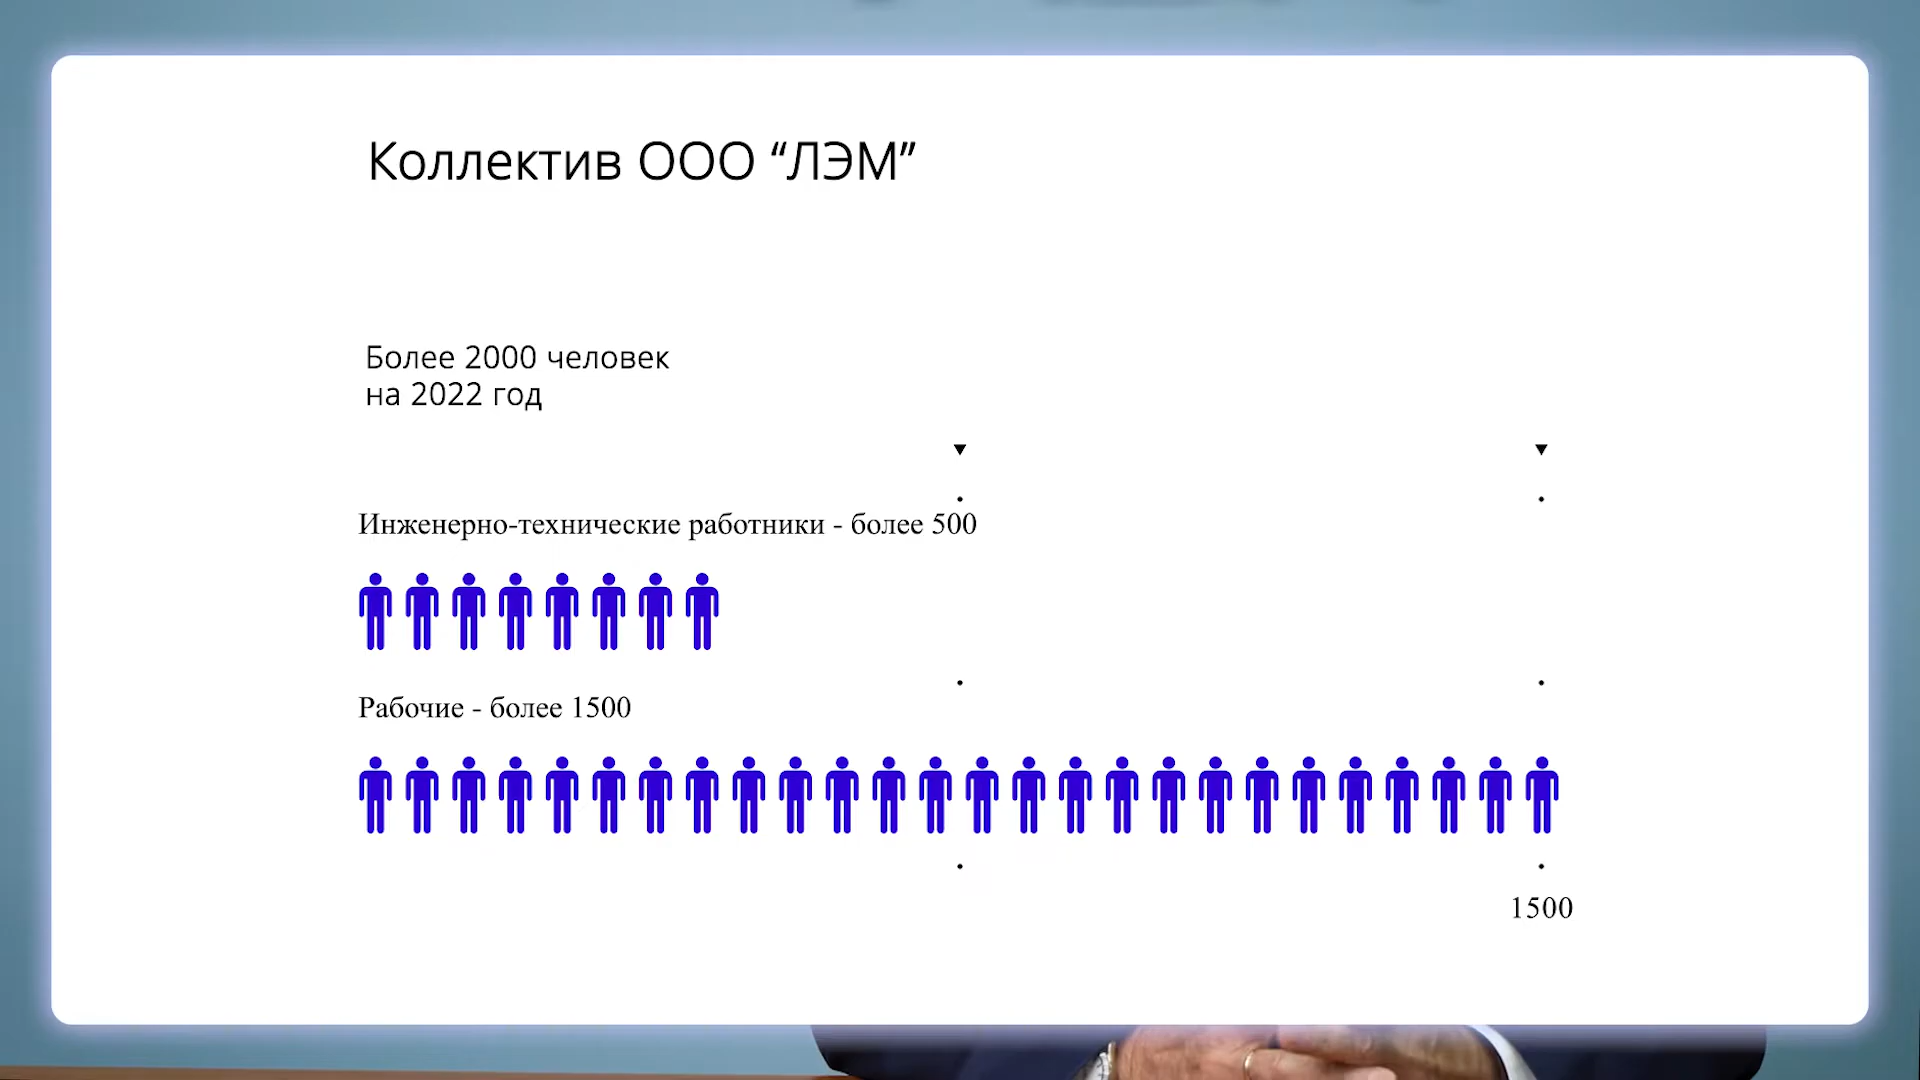 Коллектив ООО “ЛЭМ”
Более 2000 человек
на 2022 год
Инженерно-технические работники - более 500
Рабочие - более 1500
1500